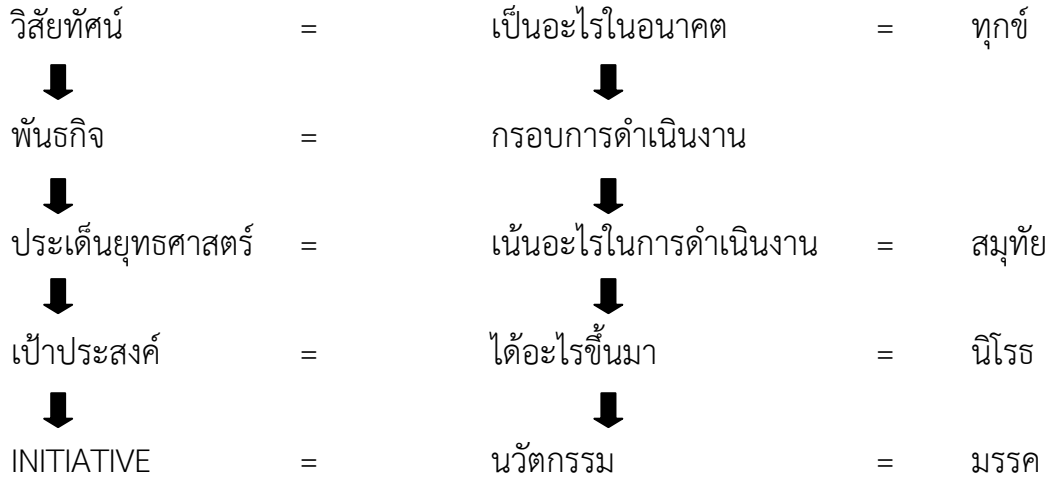 วิสัยทัศน์ = เป็นอะไรในอนาคต = ทุกข์
พันธกิจ = กรอบการดำเนินงาน
ประเด็นยุทธศาสตร์ = เน้นอะไรในการดำเนินงาน = สมุทัย
เป้าประสงค์ = ได้อะไรขึ้นมา = นิโรธ
INITIATIVE = นวัตกรรม = มรรค